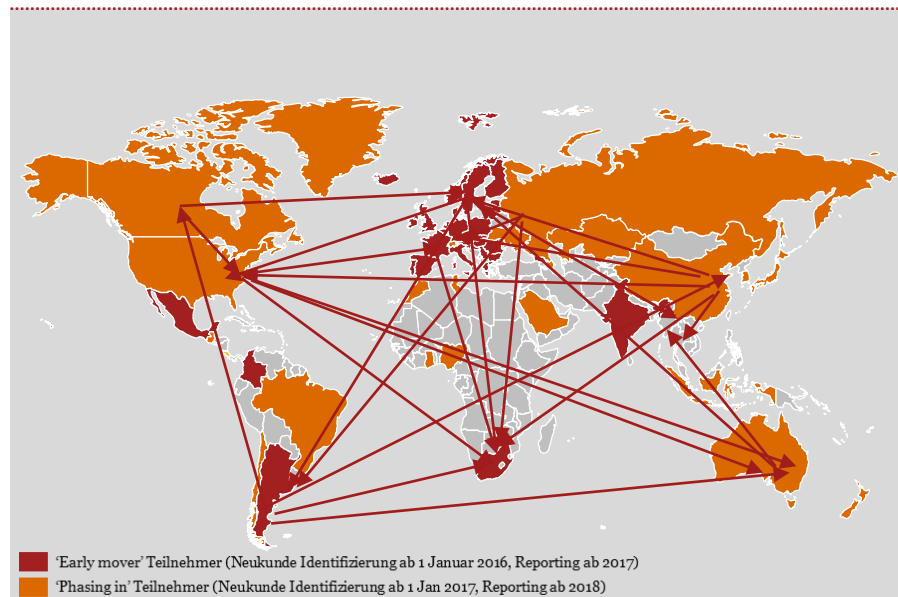 'Early mover' Teilnehmer (Neukunde Identifizierung ab 1 Januar 2016, Reporting ab 2017)
'Phasing in' Teilnehmer (Neukunde Identifizierung ab 1 Jan 2017, Reporting ab 2018)